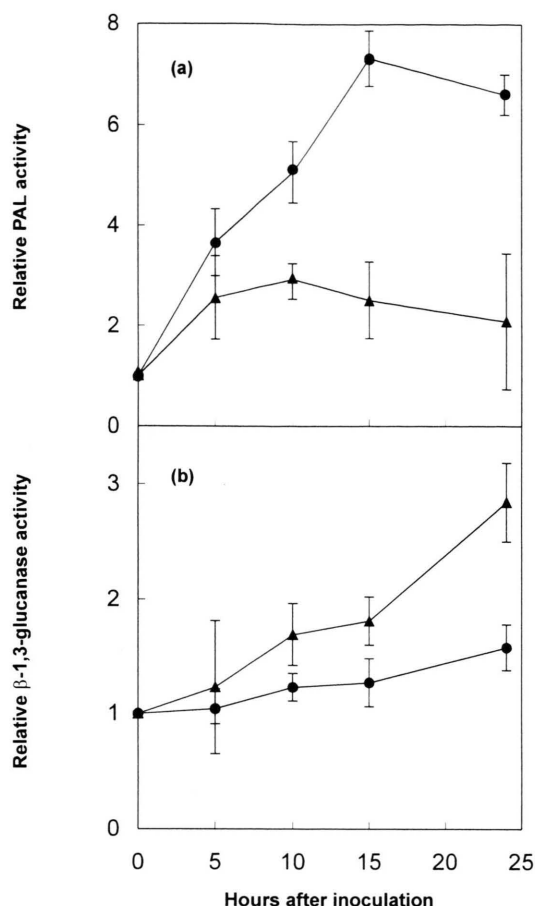 8
6
4
2
0
(a)
Relative PAL activity
3
2
1
0
(b)
Relative β-1,3-glucanase activity
0 5 10 15 20 25
Hours after inoculation